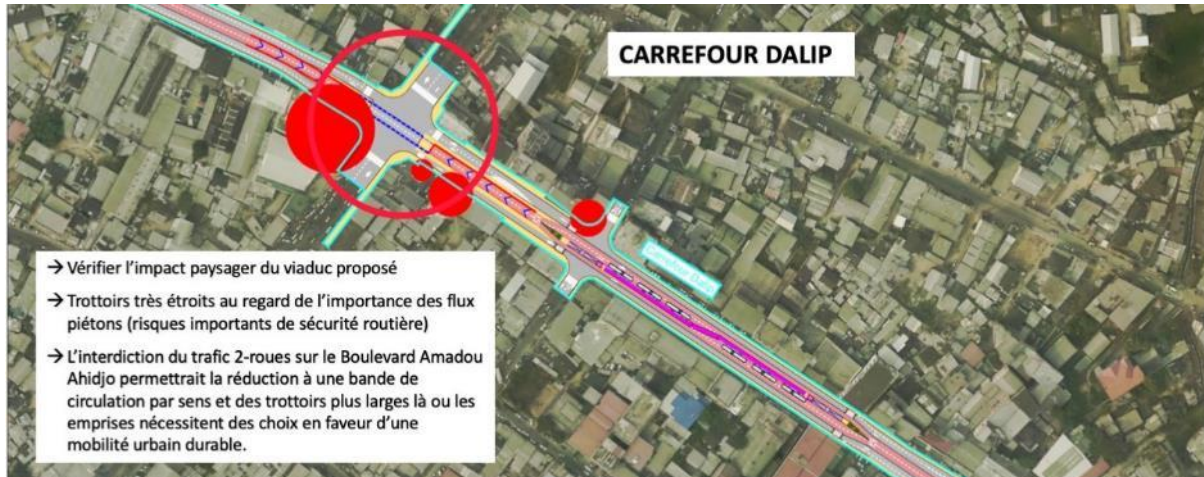 CARREFOUR DALIP
→ Vérifier l’impact paysager du viaduc proposé
→ Trottoirs très étroits au regard de l’importance des flux
piétons (risques importants de sécurité routière)
→ L’interdiction du trafic 2-roues sur le Boulevard Amadou
Ahidjo permettrait la réduction à une bande de
circulation par sens et des trottoirs plus larges là ou les
emprises nécessitent des choix en faveur d’une
mobilité urbain durable.